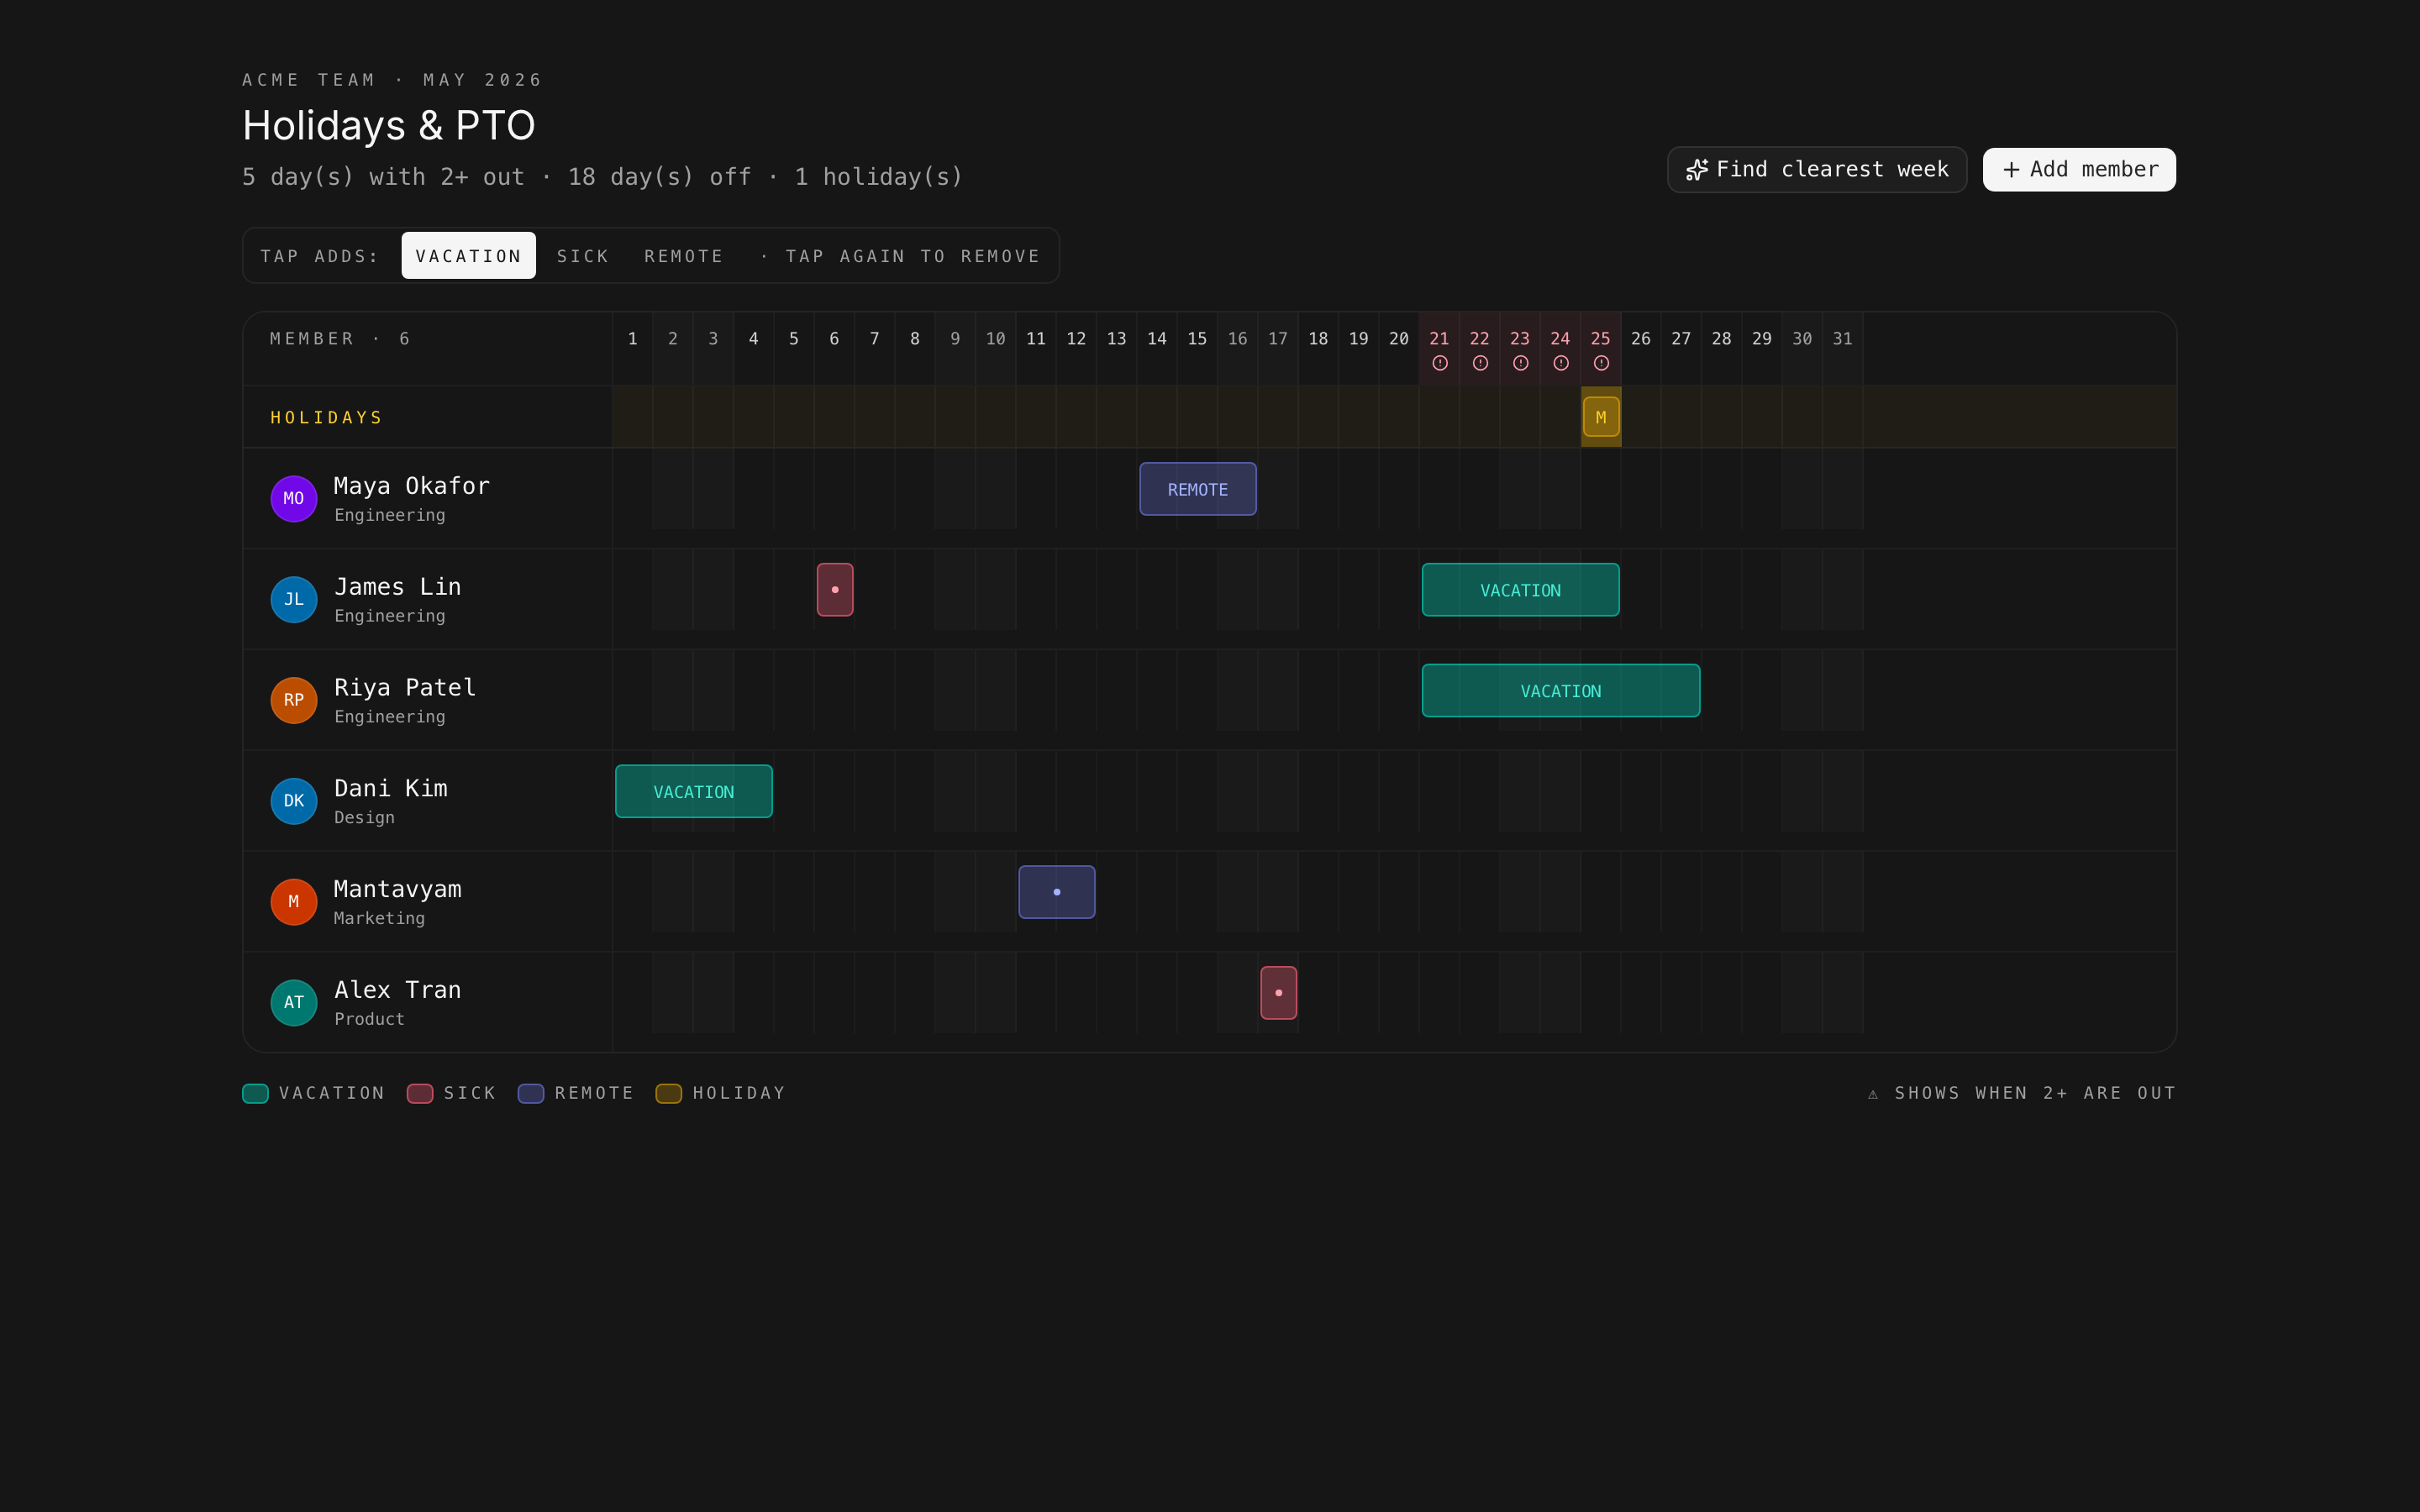 ACME TEAM · MAY 2026
Holidays & PTO
5 day(s) with 2+ out · 18 day(s) off · 1 holiday(s)
Find clearest week
+ Add member
TAP ADDS: VACATION SICK REMOTE · TAP AGAIN TO REMOVE
MEMBER · 6 1 2 3 4 5 6 7 8 9 10 11 12 13 14 15 16 17 18 19 20 21 22 23 24 25 26 27 28 29 30 31
HOLIDAYS M
MO Maya Okafor REMOTE
Engineering
JL James Lin VACATION
Engineering
RP Riya Patel VACATION
Engineering
DK Dani Kim VACATION
Design
M Mantavyam
Marketing
AT Alex Tran
Product
VACATION SICK REMOTE HOLIDAY
⚠ SHOWS WHEN 2+ ARE OUT